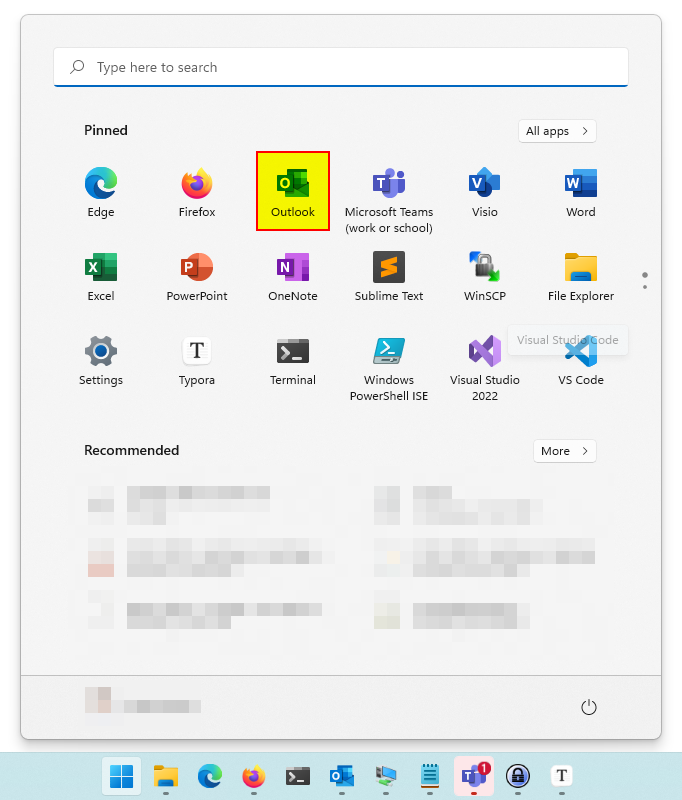 Type here to search
Pinned
All apps
Edge
Firefox
Outlook
Microsoft Teams
(work or school)
Visio
Word
Excel
PowerPoint
OneNote
Sublime Text
WinSCP
File Explorer
Visual Studio Code
Settings
Typora
Terminal
Windows
PowerShell ISE
Visual Studio
2022
VS Code
Recommended
More
1